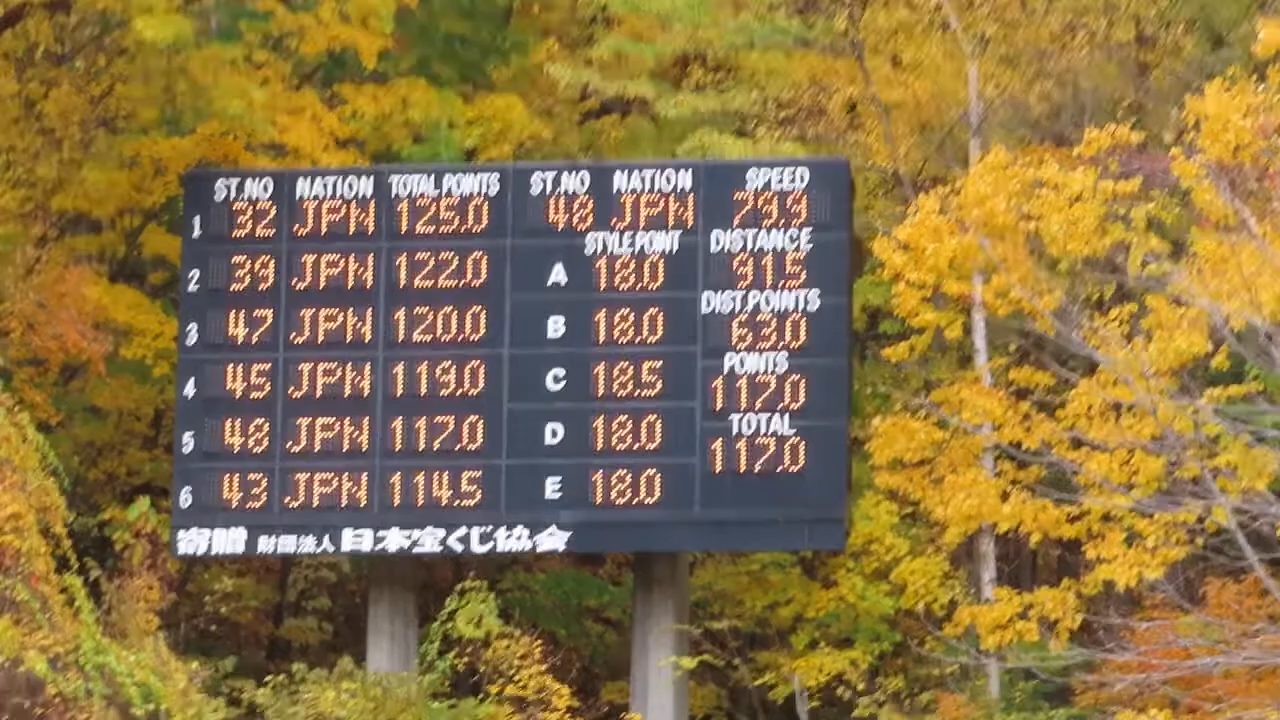 ST.NO NATION TOTAL POINTS
1 32 JPN 125.0
2 39 JPN 122.0
3 47 JPN 120.0
4 45 JPN 119.0
5 48 JPN 117.0
6 43 JPN 114.5
ST.NO NATION SPEED
48 JPN 79.9
STYLE POINT DISTANCE
A 18.0 91.5
DIST.POINTS
B 18.0 63.0
POINTS
C 18.5 117.0
TOTAL
D 18.0 117.0
E 18.0
寄贈 財団法人 日本宝くじ協会